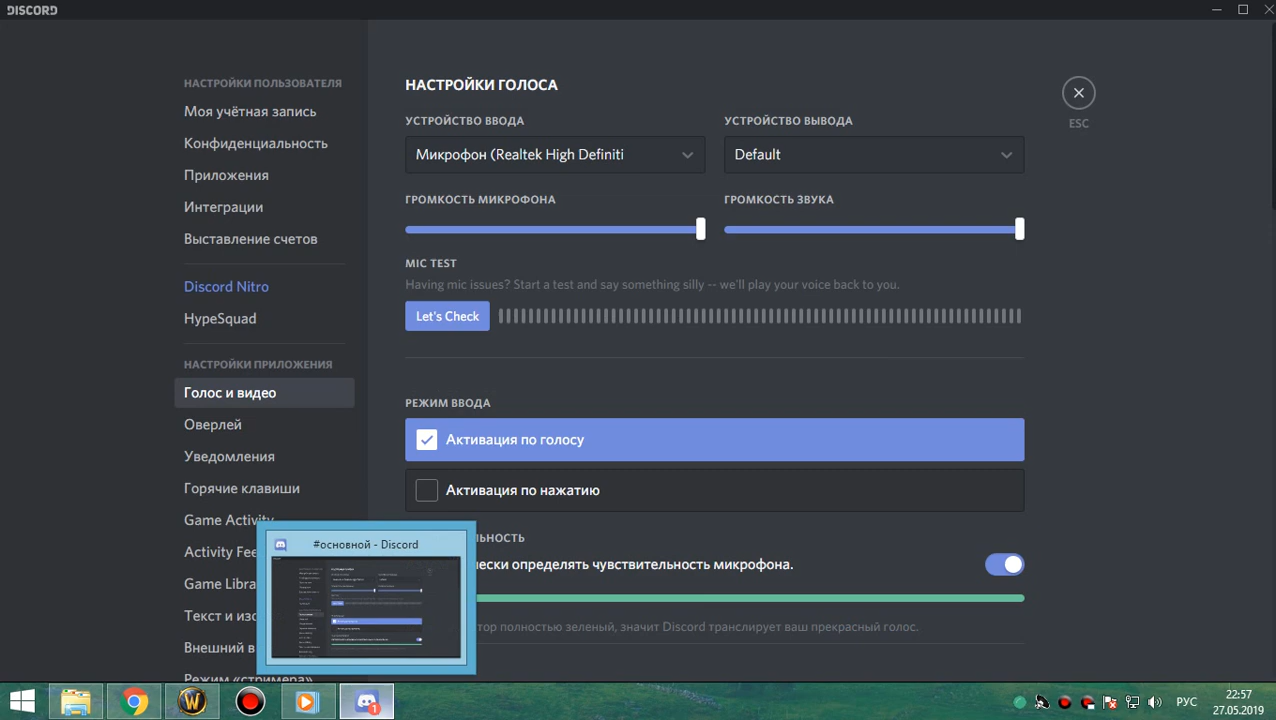 DISCORD
НАСТРОЙКИ ПОЛЬЗОВАТЕЛЯ
Моя учётная запись
Конфиденциальность
Приложения
Интеграции
Выставление счетов
Discord Nitro
HypeSquad
НАСТРОЙКИ ПРИЛОЖЕНИЯ
Голос и видео
Оверлей
Уведомления
Горячие клавиши
Game Activity
Activity Fee
Game Libra
Текст и изо
Внешний в
Режим «стримера»
НАСТРОЙКИ ГОЛОСА
УСТРОЙСТВО ВВОДА
УСТРОЙСТВО ВЫВОДА
Микрофон (Realtek High Definiti
Default
ГРОМКОСТЬ МИКРОФОНА
ГРОМКОСТЬ ЗВУКА
MIC TEST
Having mic issues? Start a test and say something silly -- we'll play your voice back to you.
Let's Check
РЕЖИМ ВВОДА
Активация по голосу
Активация по нажатию
ЛЬНОСТЬ
чески определять чувствительность микрофона.
тор полностью зеленый, значит Discord транслирует ваш прекрасный голос.
ESC
#основной - Discord
1
РУС
22:57
27.05.2019